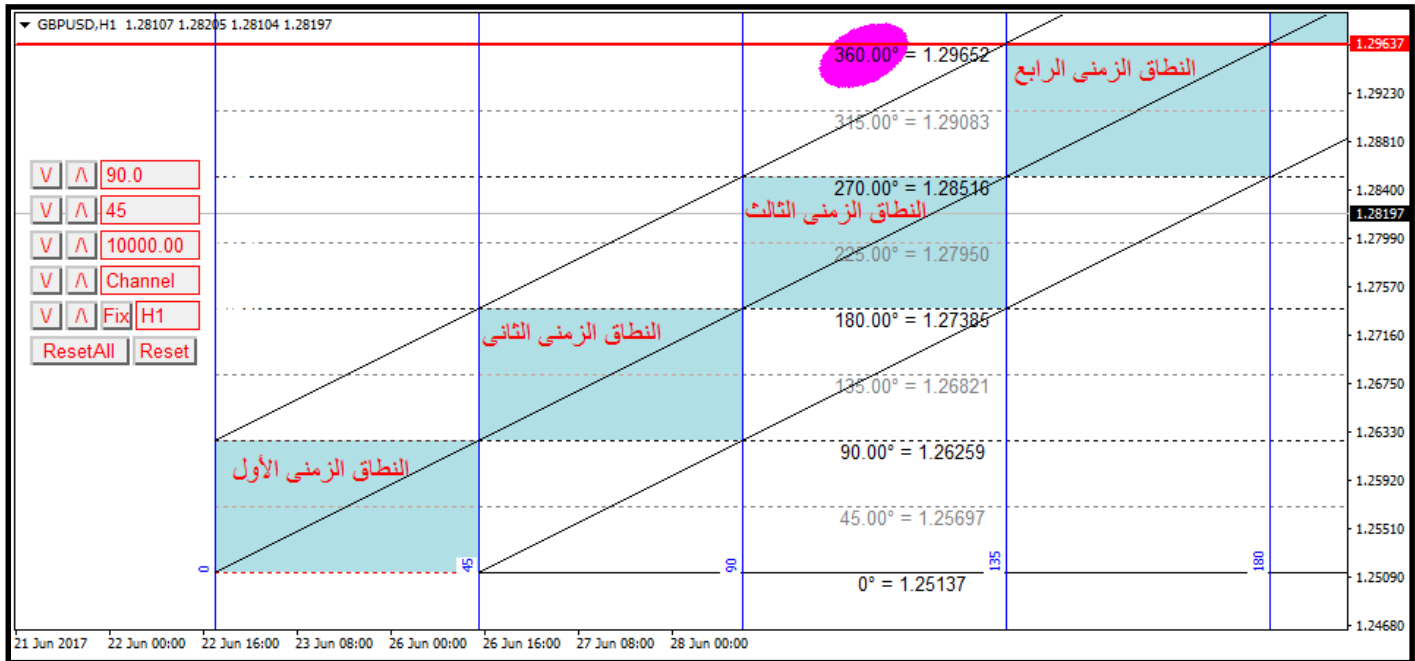 GBPUSD,H1 1.28107 1.28205 1.28104 1.28197
1.29637
360.00° = 1.29652
النطاق الزمنى الرابع
1.29230
315.00° = 1.29083
1.28810
V /\ 90.0
270.00° = 1.28516
1.28400
V /\ 45
النطاق الزمنى الثالث
1.28197
V /\ 10000.00
225.00° = 1.27950
1.27990
V /\ Channel
1.27570
V /\ Fix H1
180.00° = 1.27385
النطاق الزمنى الثانى
1.27160
ResetAll Reset
135.00° = 1.26821
1.26750
1.26330
90.00° = 1.26259
النطاق الزمنى الأول
1.25920
45.00° = 1.25697
1.25510
0 45 90 135 180
0° = 1.25137
1.25090
1.24680
21 Jun 2017 22 Jun 00:00 22 Jun 16:00 23 Jun 08:00 26 Jun 00:00 26 Jun 16:00 27 Jun 08:00 28 Jun 00:00